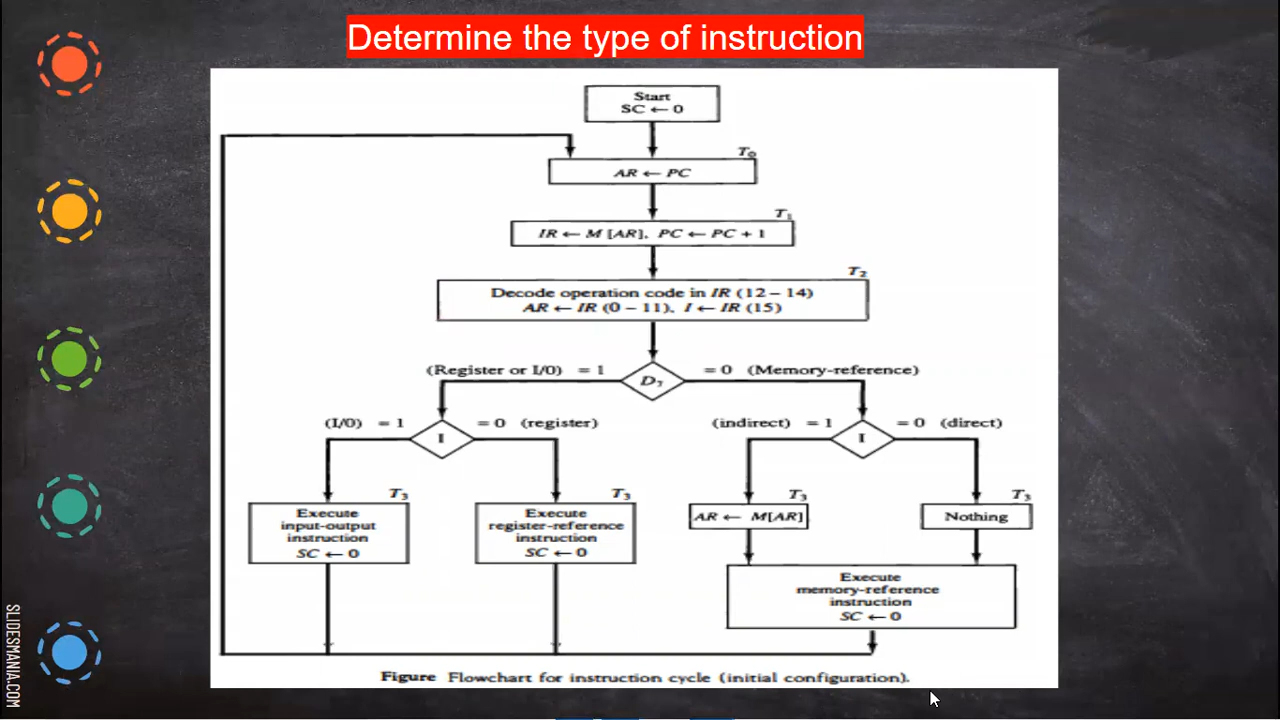 Determine the type of instruction
Start
SC ← 0
T₀
AR ← PC
T₁
IR ← M [AR], PC ← PC + 1
T₂
Decode operation code in IR (12 – 14)
AR ← IR (0 – 11), I ← IR (15)
(Register or I/0) = 1
D₇
= 0 (Memory-reference)
(I/0) = 1
I
= 0 (register)
(indirect) = 1
I
= 0 (direct)
T₃
Execute
input-output
instruction
SC ← 0
T₃
Execute
register-reference
instruction
SC ← 0
T₃
AR ← M[AR]
T₃
Nothing
Execute
memory-reference
instruction
SC ← 0
Figure Flowchart for instruction cycle (initial configuration).
SLIDESMANIA.COM